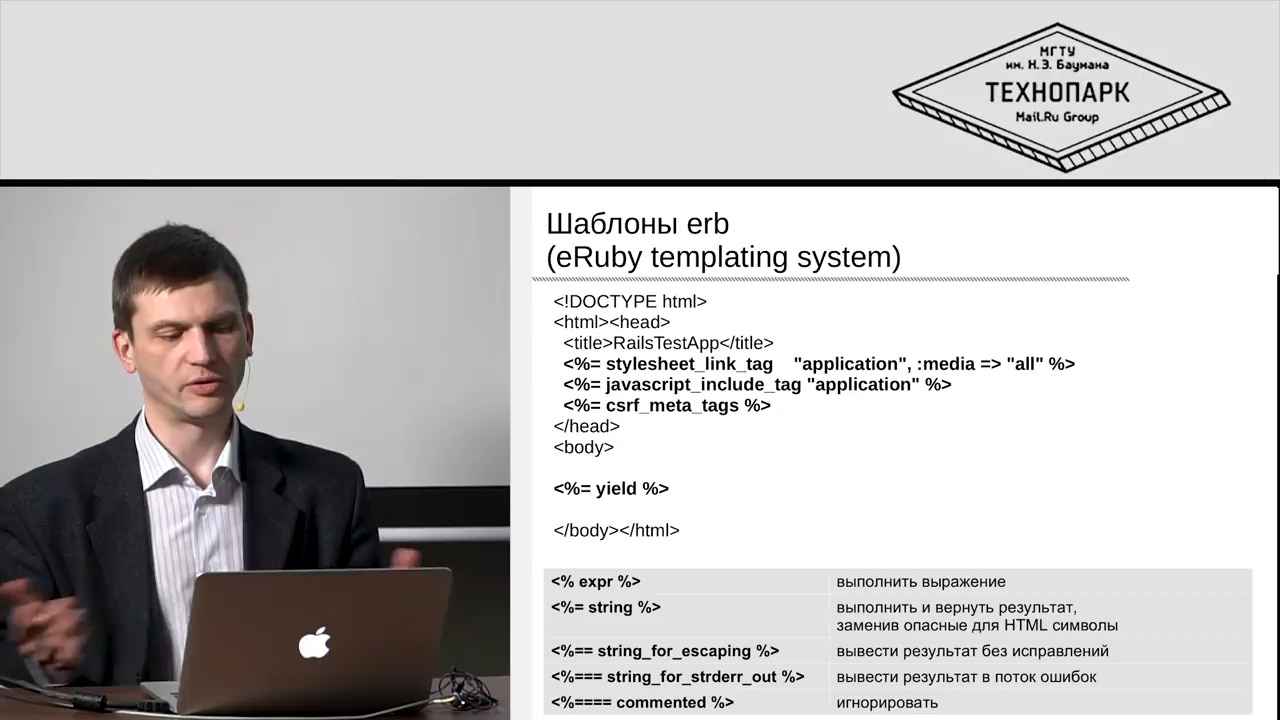 МГТУ
им. Н.Э. Баумана
ТЕХНОПАРК
Mail.Ru Group
Шаблоны erb
(eRuby templating system)
<!DOCTYPE html>
<html><head>
<title>RailsTestApp</title>
<%= stylesheet_link_tag    "application", :media => "all" %>
<%= javascript_include_tag "application" %>
<%= csrf_meta_tags %>
</head>
<body>
<%= yield %>
</body></html>
<% expr %> выполнить выражение
<%= string %> выполнить и вернуть результат,
заменив опасные для HTML символы
<%== string_for_escaping %> вывести результат без исправлений
<%=== string_for_strderr_out %> вывести результат в поток ошибок
<%==== commented %> игнорировать